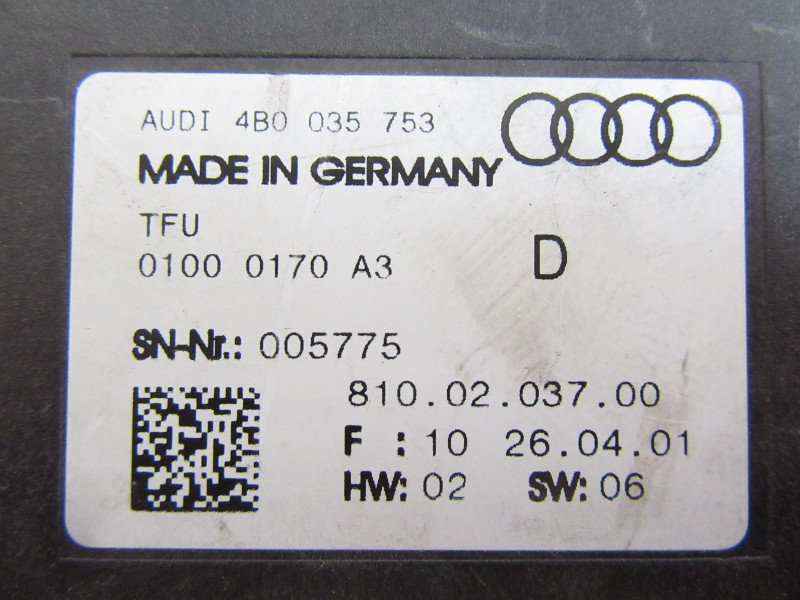 AUDI 4B0 035 753
MADE IN GERMANY
TFU
0100 0170 A3 D
SN-Nr.: 005775
810.02.037.00
F : 10 26.04.01
HW: 02 SW: 06